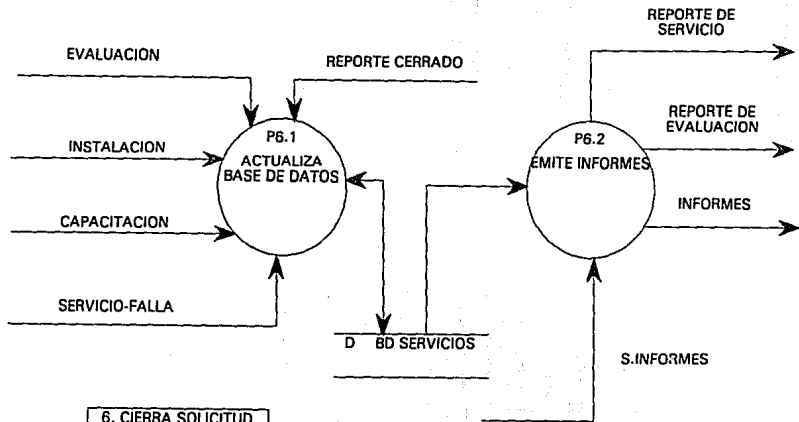 REPORTE DE
SERVICIO
EVALUACION
REPORTE CERRADO
REPORTE DE
EVALUACION
P6.1
ACTUALIZA
BASE DE DATOS
P6.2
EMITE INFORMES
INSTALACION
CAPACITACION
INFORMES
SERVICIO-FALLA
D BD SERVICIOS
S.INFORMES
6. CIERRA SOLICITUD